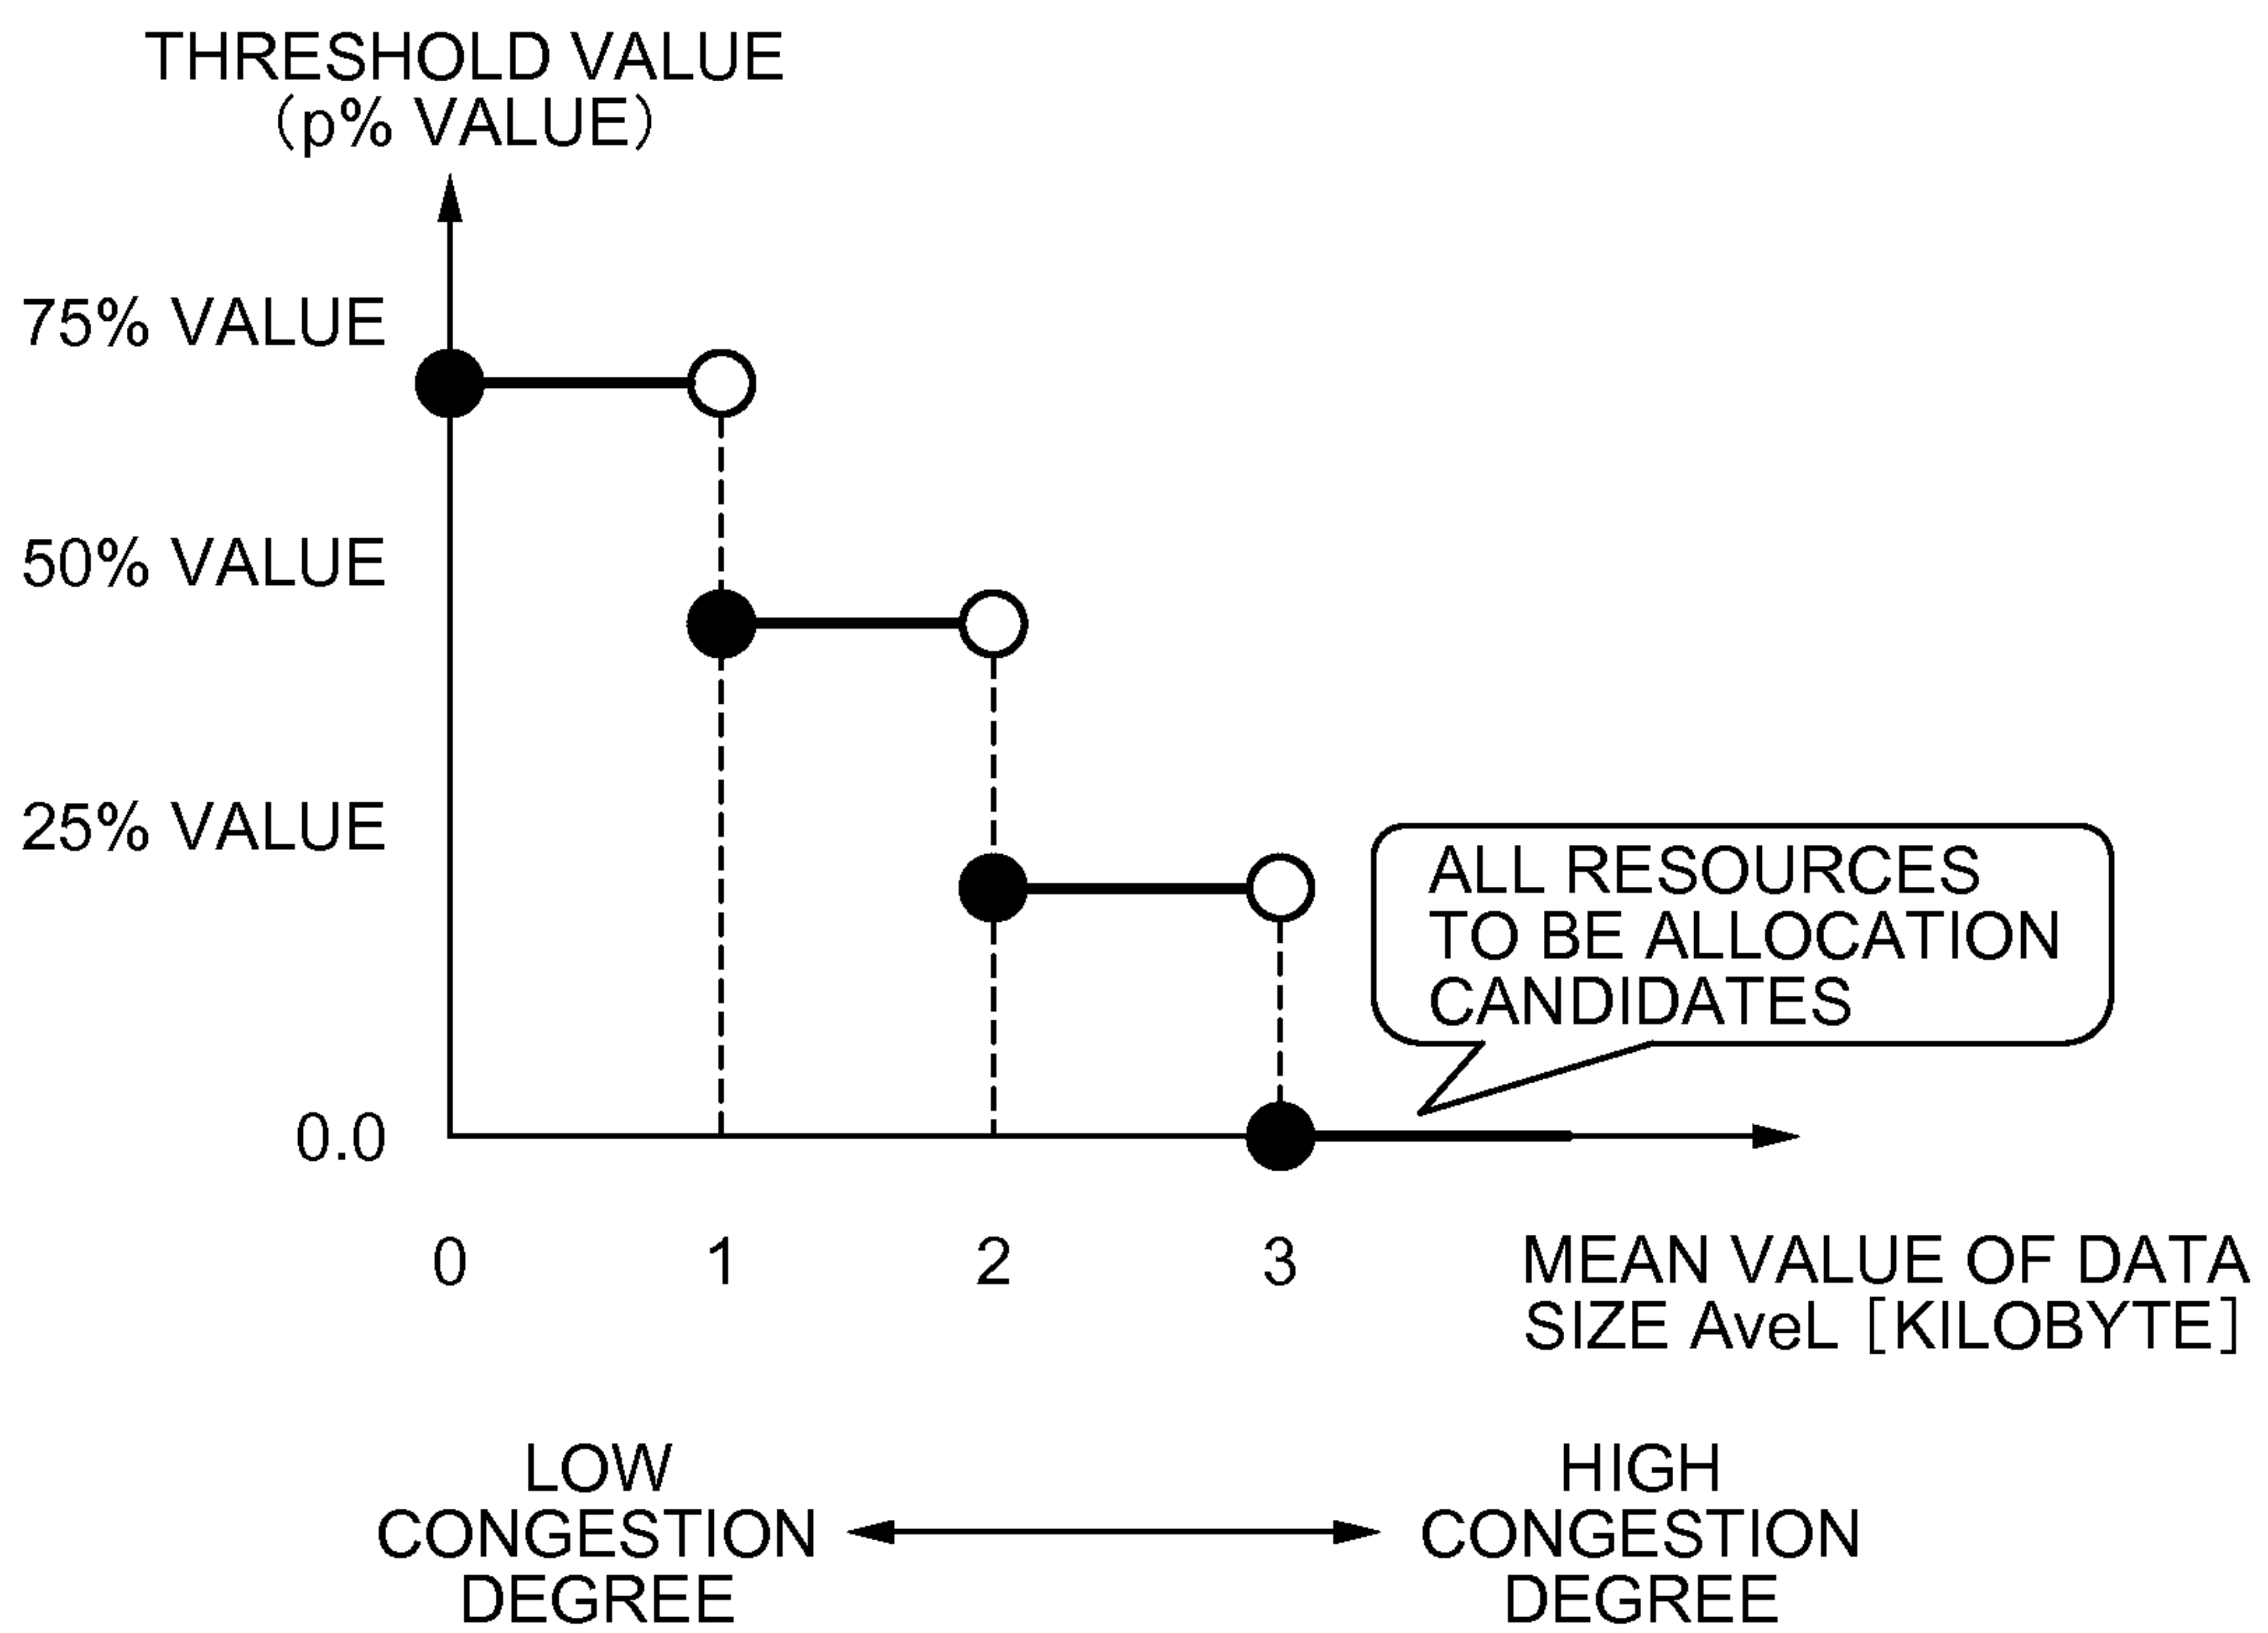 THRESHOLD VALUE
(p% VALUE)
75% VALUE
50% VALUE
25% VALUE
ALL RESOURCES
TO BE ALLOCATION
CANDIDATES
0.0
0 1 2 3
MEAN VALUE OF DATA
SIZE AveL [KILOBYTE]
LOW
CONGESTION
DEGREE
HIGH
CONGESTION
DEGREE